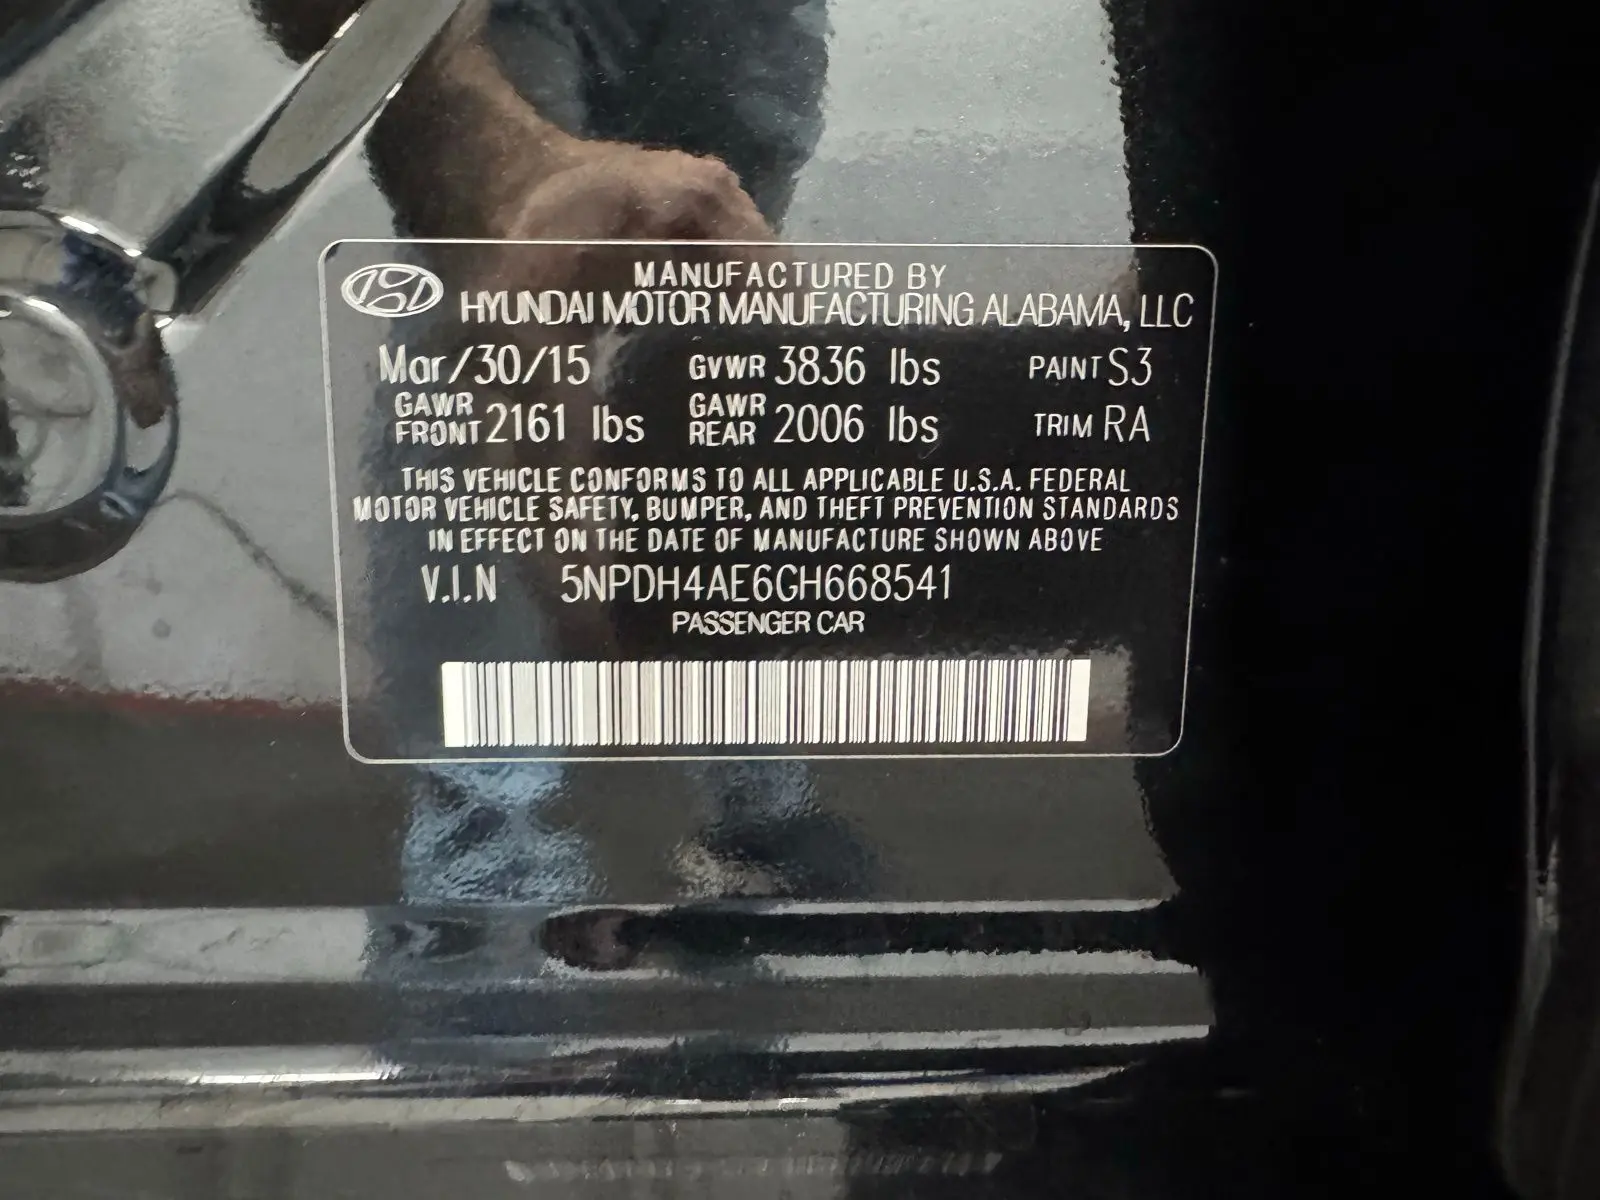 MANUFACTURED BY
HYUNDAI MOTOR MANUFACTURING ALABAMA, LLC
Mar/30/15 GVWR 3836 lbs PAINT S3
GAWR FRONT 2161 lbs GAWR REAR 2006 lbs TRIM RA
THIS VEHICLE CONFORMS TO ALL APPLICABLE U.S.A. FEDERAL
MOTOR VEHICLE SAFETY, BUMPER, AND THEFT PREVENTION STANDARDS
IN EFFECT ON THE DATE OF MANUFACTURE SHOWN ABOVE
V.I.N 5NPDH4AE6GH668541
PASSENGER CAR